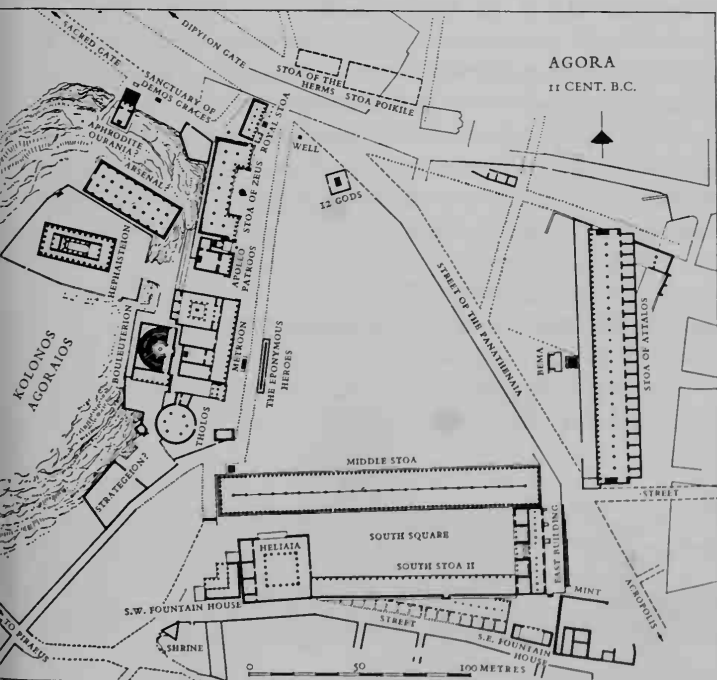 AGORA
11 CENT. B.C.
SACRED GATE
DIPYLON GATE
STOA OF THE
HERMS
STOA POIKILE
SANCTUARY OF
DEMOS GRACES
ROYAL STOA
APHRODITE
OURANIA?
ARSENAL?
STOA OF ZEUS
WELL
12 GODS
HEPHAISTEION
APOLLO
PATROOS
STREET OF THE PANATHENAIA
KOLONOS
AGORAIOS
BOULEUTERION
METROON
THE EPONYMOUS
HEROES
BEMA
STOA OF ATTALOS
THOLOS
STRATEGEION?
MIDDLE STOA
STREET
SOUTH SQUARE
HELIAIA
SOUTH STOA II
EAST BUILDING
MINT
ACROPOLIS
S.W. FOUNTAIN HOUSE
STREET
S.E. FOUNTAIN
HOUSE
TO PIRAEUS
SHRINE
0 50 100 METRES